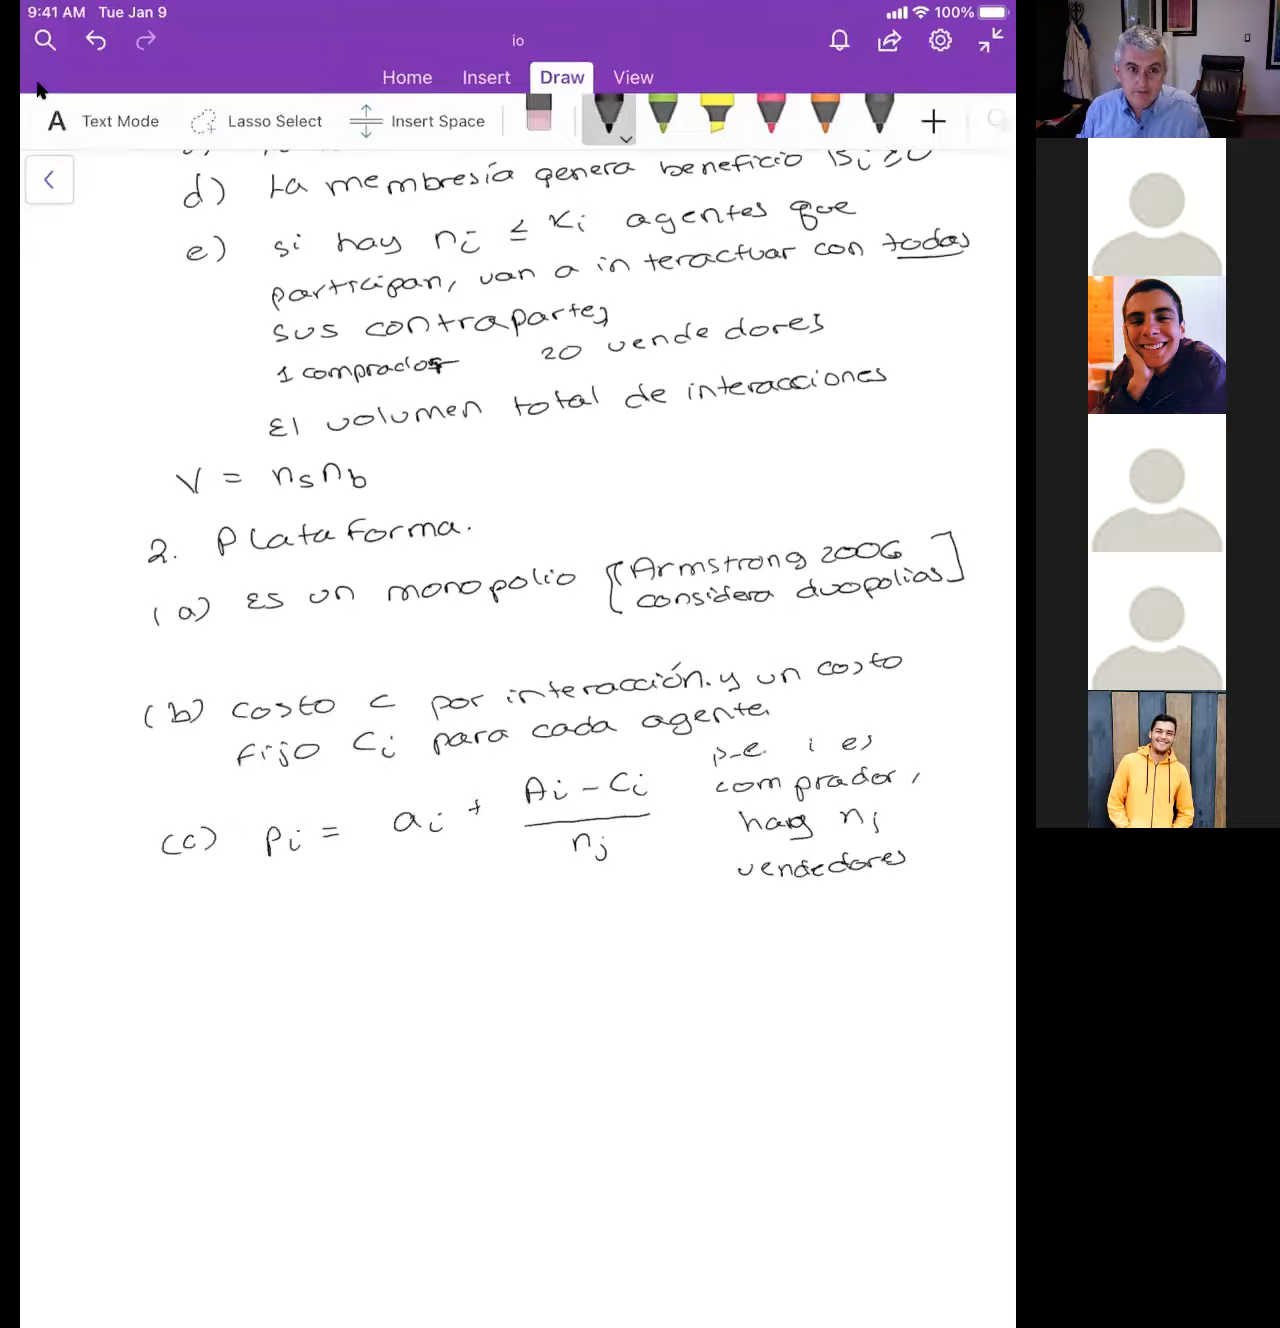 9:41 AM Tue Jan 9
100%
io
Home Insert Draw View
A Text Mode Lasso Select Insert Space
d) La membresía genera beneficio Bi ≥ 0
e) si hay ni ≤ Ki agentes que
participan, van a interactuar con todas
sus contrapartes
1 comprador 20 vendedores
El volumen total de interacciones
V = nsnb
2. Plataforma.
(a) Es un monopolio [Armstrong 2006
considera duopolios]
(b) costo c por interacción. y un costo
fijo Ci para cada agente.
(c) pi = ai + (Ai - Ci) / nj
p.e. i es
comprador,
hay nj
vendedores